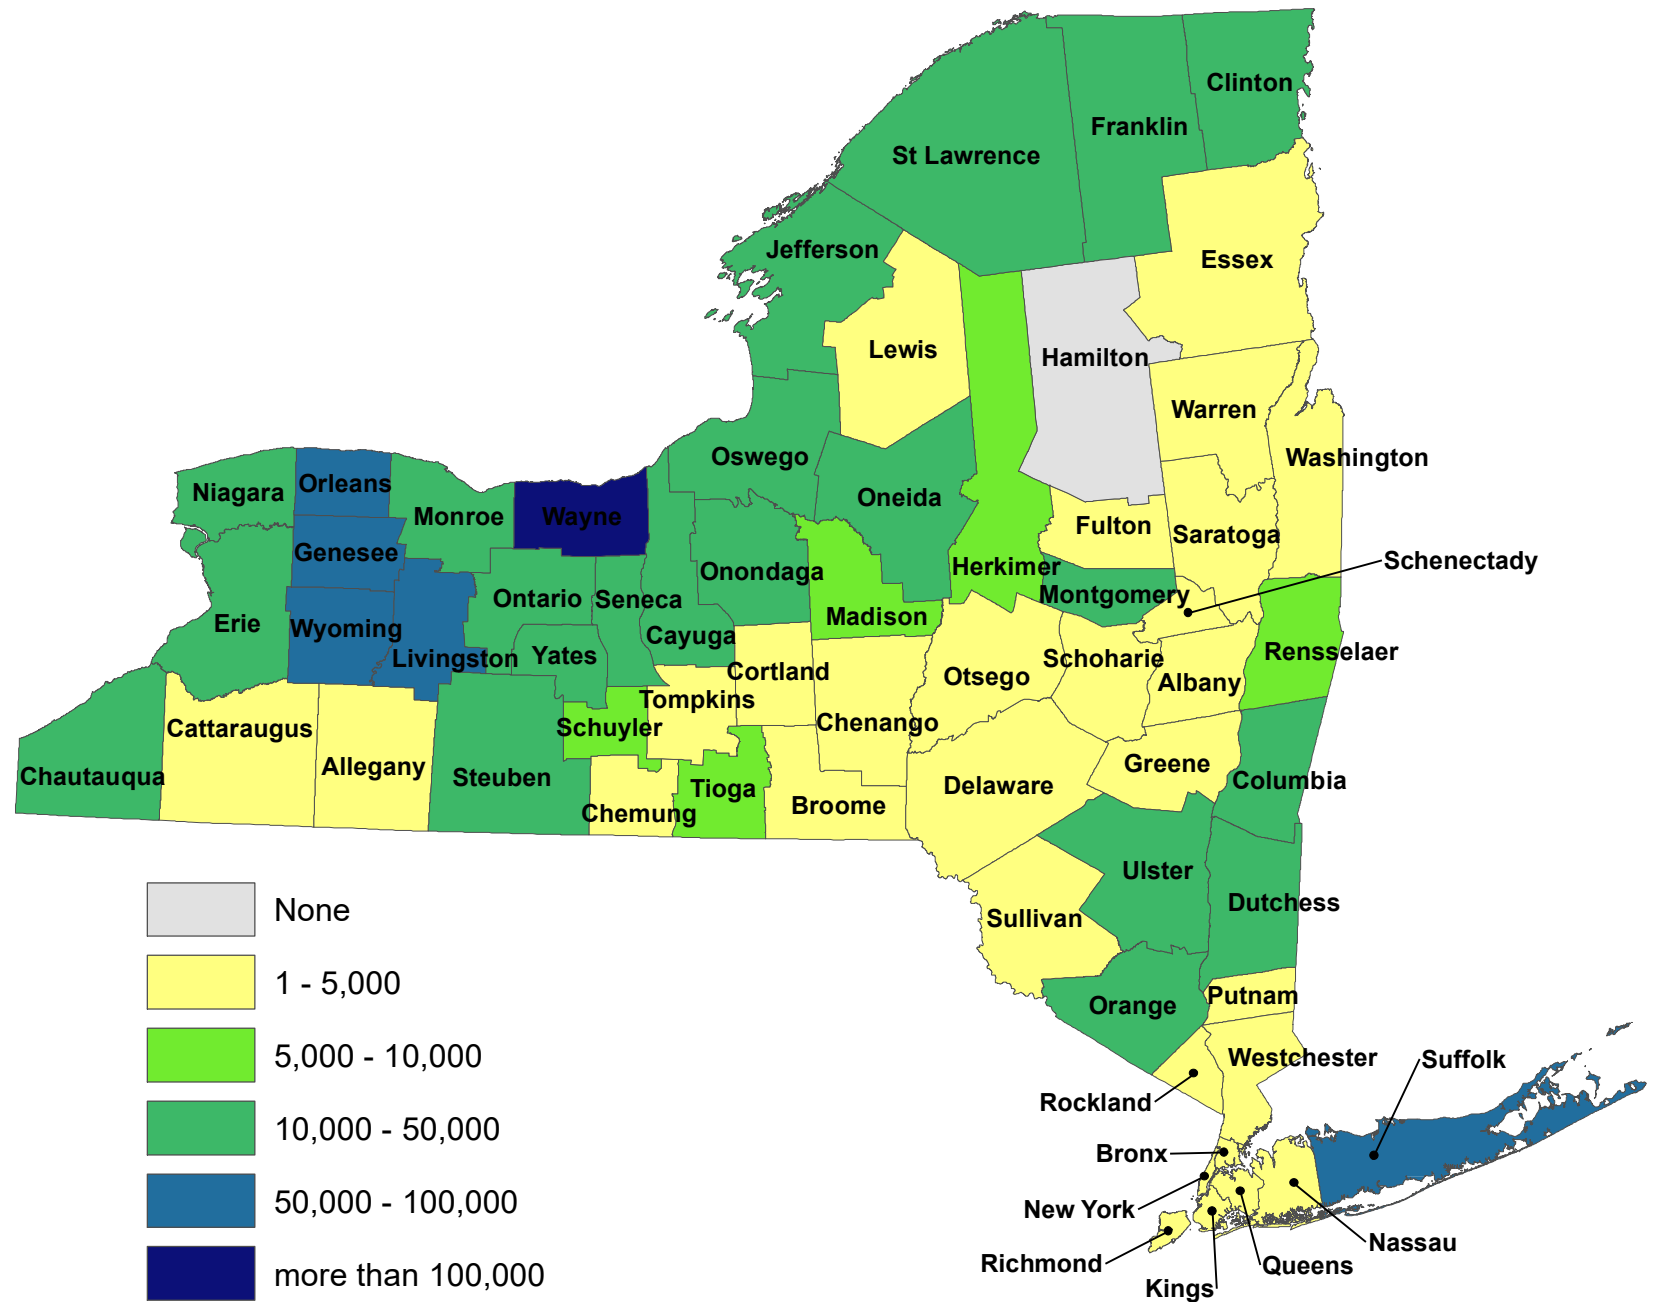 Clinton
Franklin
St Lawrence
Jefferson
Essex
Lewis
Hamilton
Warren
Oswego
Washington
Orleans
Niagara
Oneida
Monroe
Wayne
Fulton
Saratoga
Genesee
Schenectady
Herkimer
Onondaga
Montgomery
Ontario
Seneca
Madison
Erie
Wyoming
Cayuga
Rensselaer
Yates
Livingston
Schoharie
Cortland
Otsego
Albany
Tompkins
Chenango
Schuyler
Cattaraugus
Greene
Allegany
Chautauqua
Steuben
Columbia
Delaware
Tioga
Broome
Chemung
Ulster
Dutchess
None
Sullivan
1 - 5,000
Putnam
Orange
5,000 - 10,000
Westchester
Suffolk
Rockland
10,000 - 50,000
Bronx
50,000 - 100,000
New York
Nassau
Richmond
Queens
more than 100,000
Kings